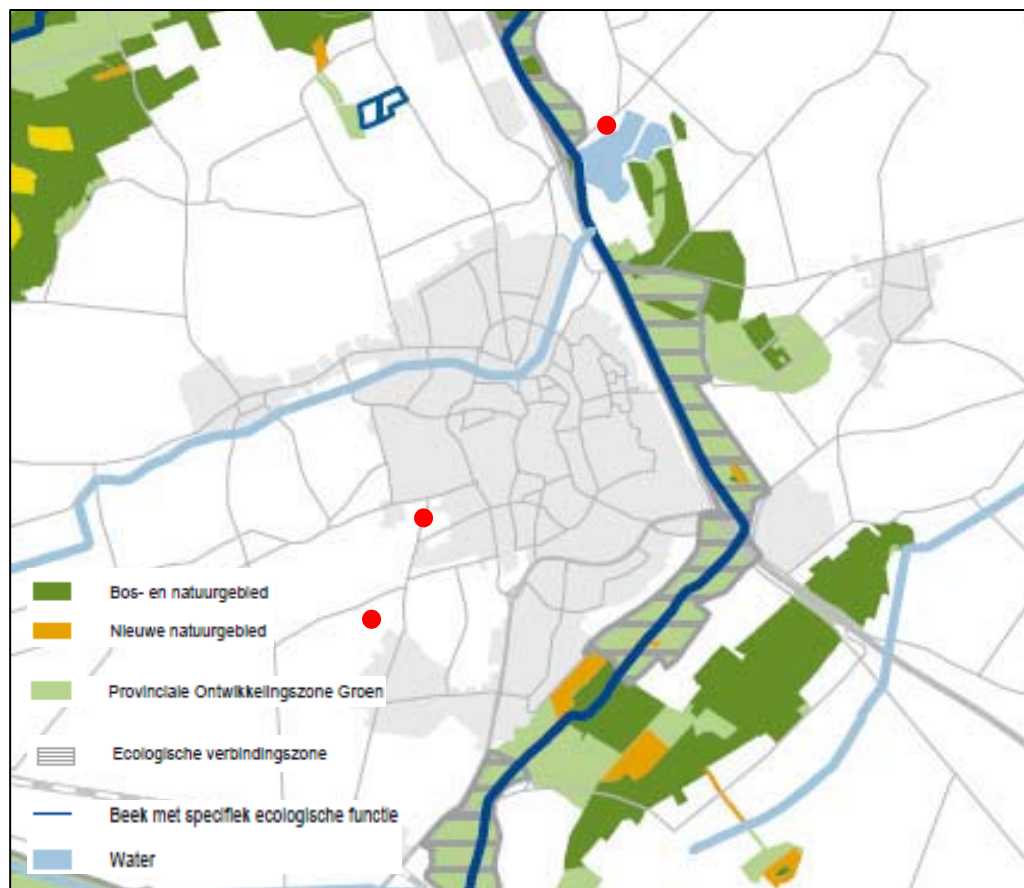 Bos- en natuurgebied
Nieuwe natuurgebied
Provinciale Ontwikkelingszone Groen
Ecologische verbindingszone
Beek met specifiek ecologische functie
Water